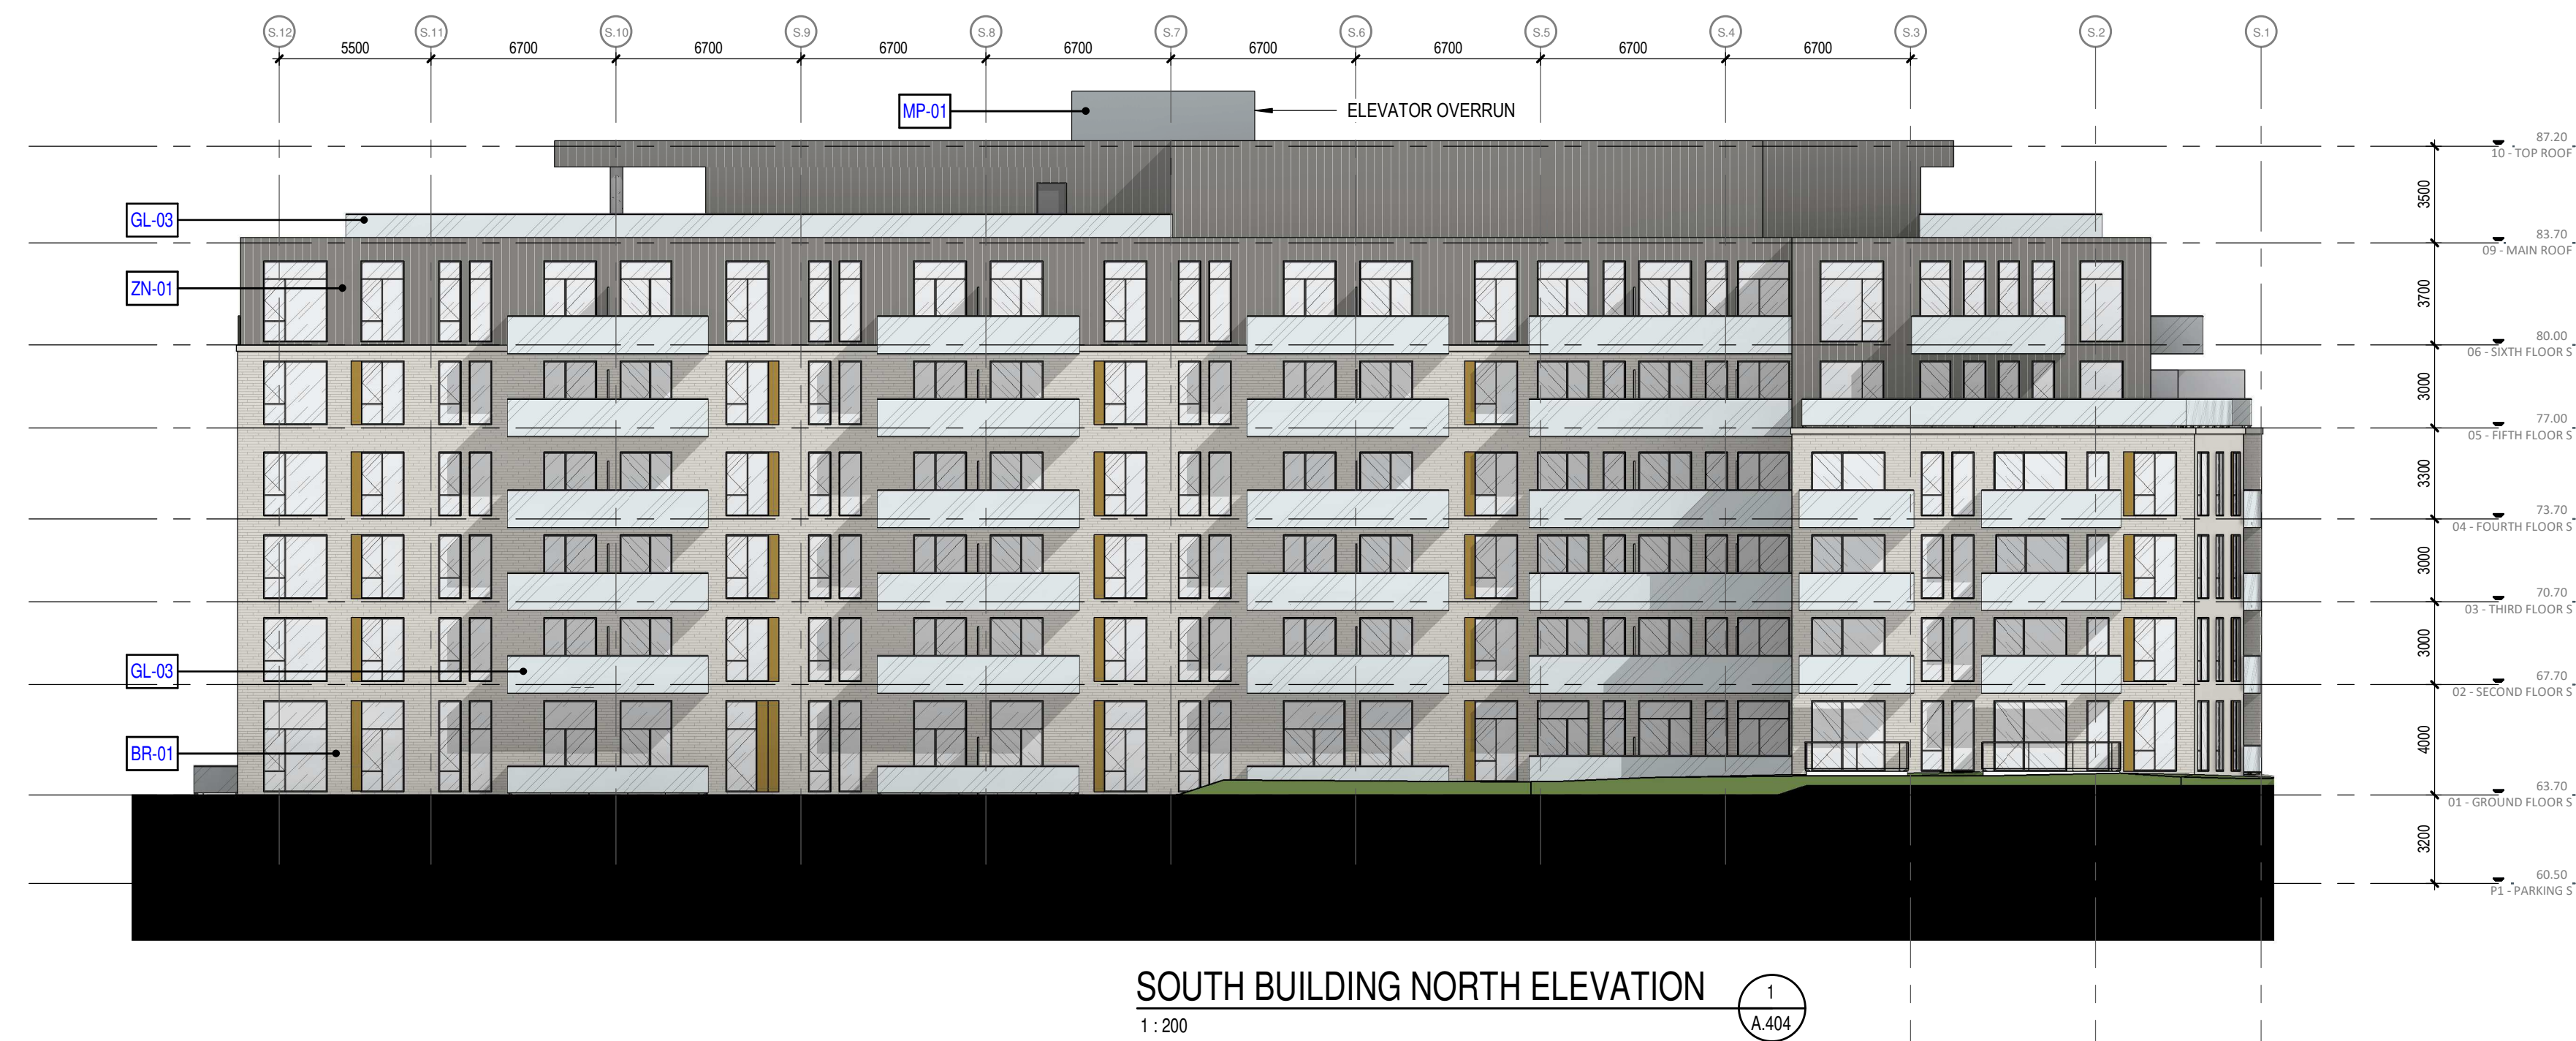 S.12 S.11 S.10 S.9 S.8 S.7 S.6 S.5 S.4 S.3 S.2 S.1
5500 6700 6700 6700 6700 6700 6700 6700 6700
MP-01 ELEVATOR OVERRUN
87.20
10 - TOP ROOF
3500
GL-03
83.70
09 - MAIN ROOF
ZN-01
3700
80.00
06 - SIXTH FLOOR S
3000
77.00
05 - FIFTH FLOOR S
3300
73.70
04 - FOURTH FLOOR S
3000
70.70
03 - THIRD FLOOR S
3000
GL-03
67.70
02 - SECOND FLOOR S
4000
BR-01
63.70
01 - GROUND FLOOR S
3200
60.50
P1 - PARKING S
SOUTH BUILDING NORTH ELEVATION
1
A.404
1 : 200